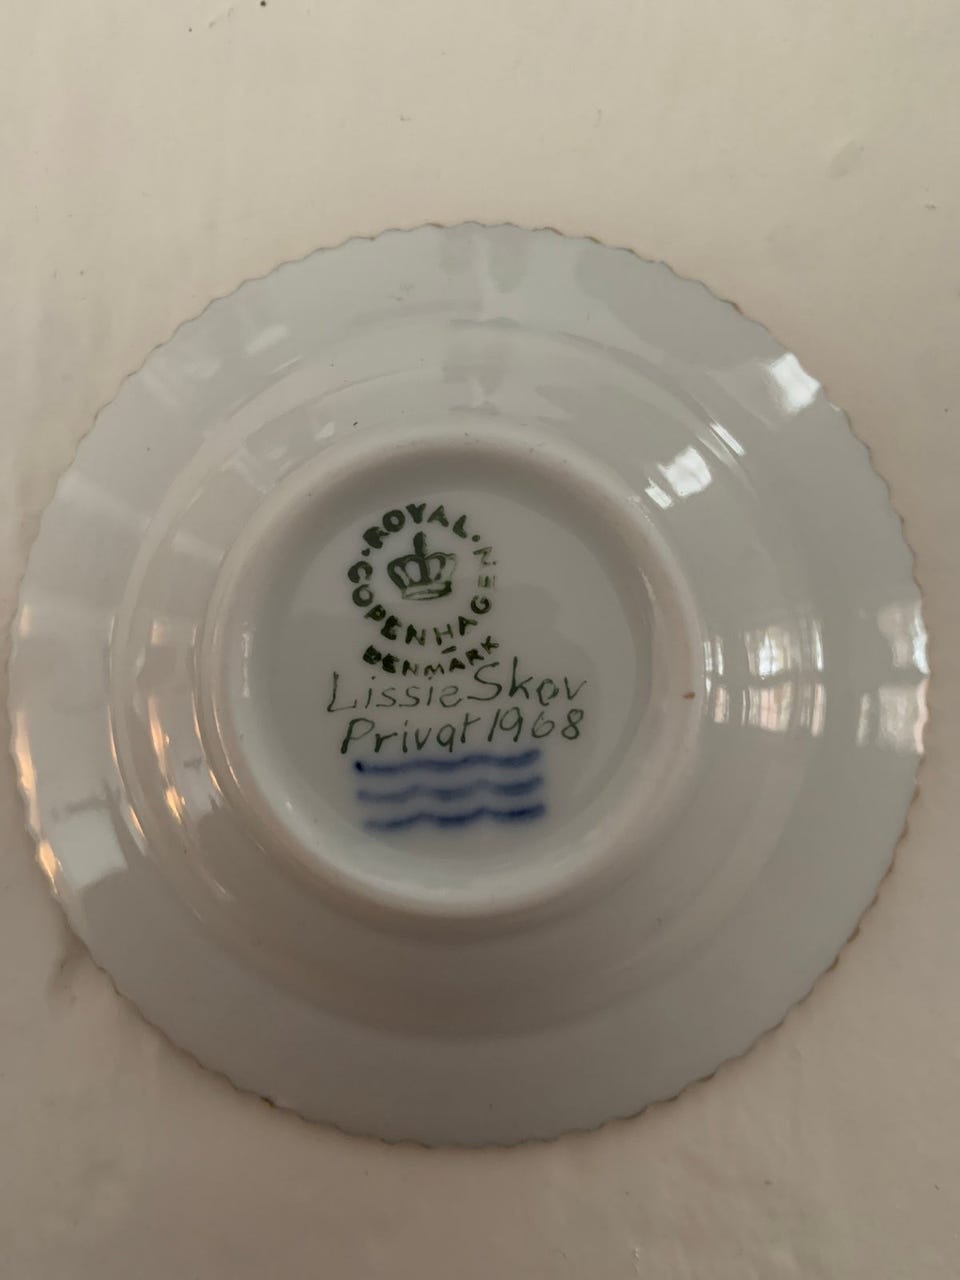 ROYAL. COPENHAGEN.
DENMARK
Lissie Skov
Privat 1968